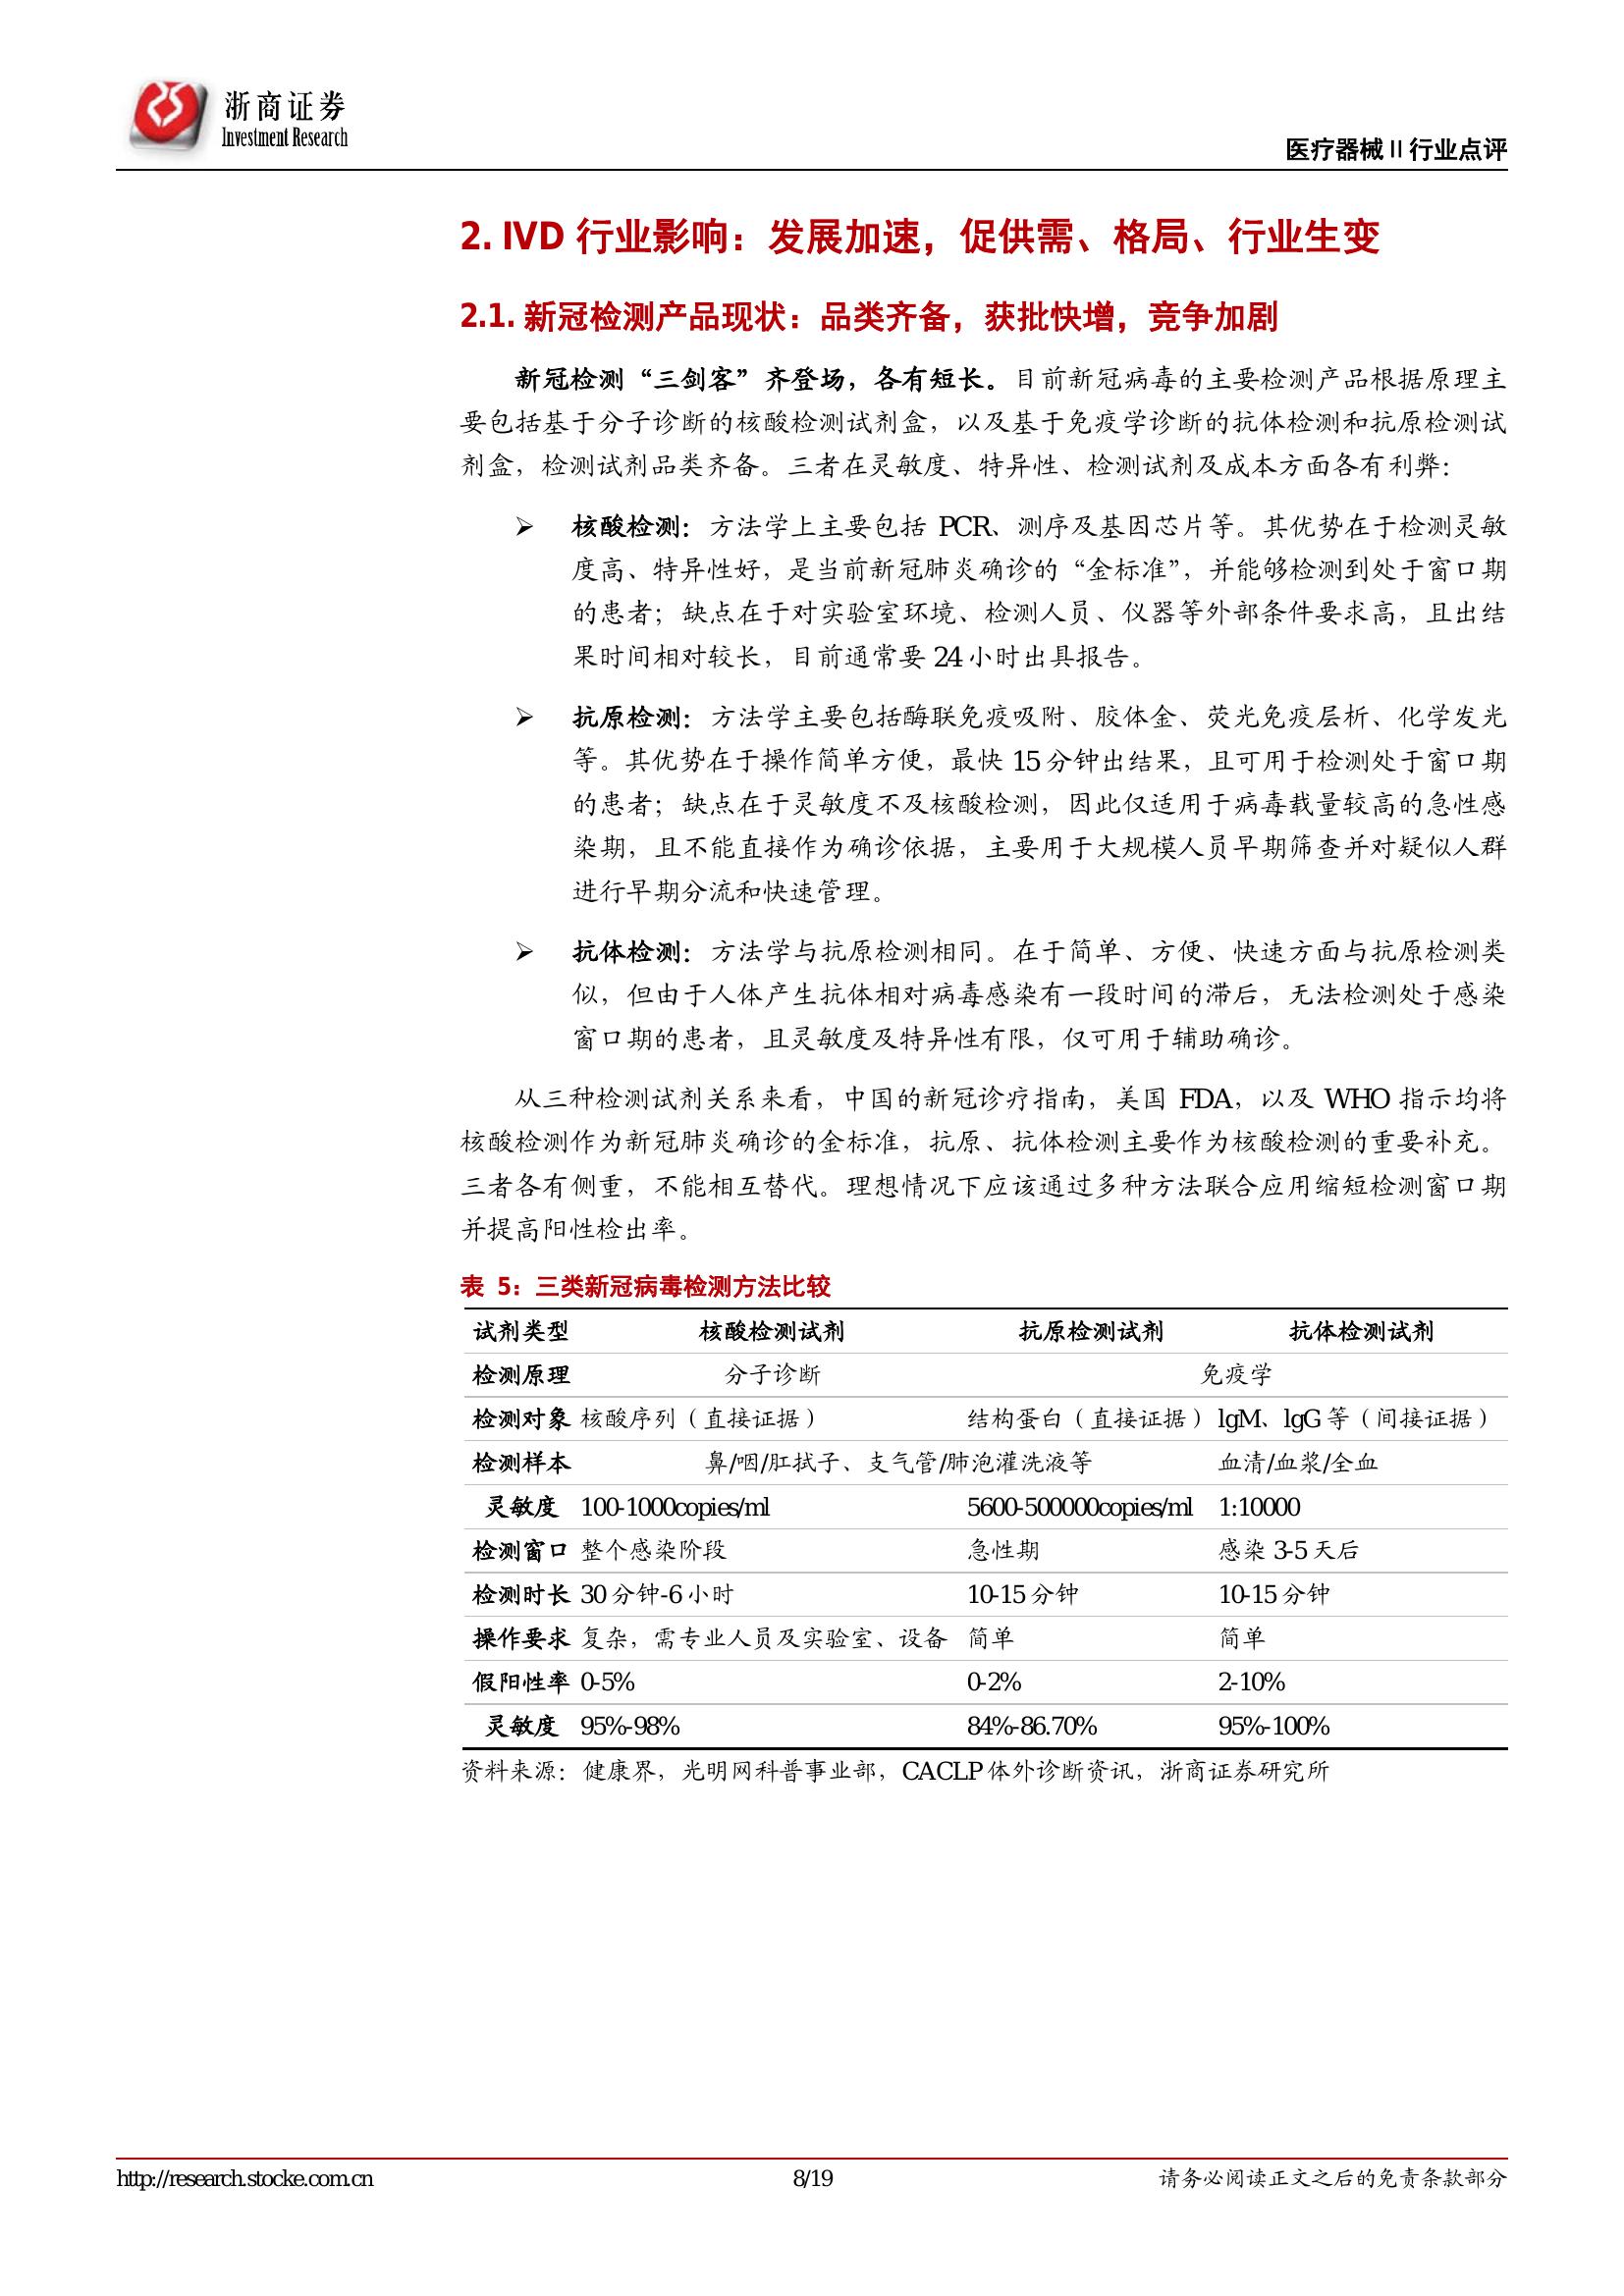 浙商证券
Investment Research
医疗器械Ⅱ行业点评
2. IVD 行业影响：发展加速，促供需、格局、行业生变
2.1. 新冠检测产品现状：品类齐备，获批快增，竞争加剧
新冠检测“三剑客”齐登场，各有短长。目前新冠病毒的主要检测产品根据原理主
要包括基于分子诊断的核酸检测试剂盒，以及基于免疫学诊断的抗体检测和抗原检测试
剂盒，检测试剂品类齐备。三者在灵敏度、特异性、检测试剂及成本方面各有利弊：
➢ 核酸检测：方法学上主要包括 PCR、测序及基因芯片等。其优势在于检测灵敏
度高、特异性好，是当前新冠肺炎确诊的“金标准”，并能够检测到处于窗口期
的患者；缺点在于对实验室环境、检测人员、仪器等外部条件要求高，且出结
果时间相对较长，目前通常要 24 小时出具报告。
➢ 抗原检测：方法学主要包括酶联免疫吸附、胶体金、荧光免疫层析、化学发光
等。其优势在于操作简单方便，最快 15 分钟出结果，且可用于检测处于窗口期
的患者；缺点在于灵敏度不及核酸检测，因此仅适用于病毒载量较高的急性感
染期，且不能直接作为确诊依据，主要用于大规模人员早期筛查并对疑似人群
进行早期分流和快速管理。
➢ 抗体检测：方法学与抗原检测相同。在于简单、方便、快速方面与抗原检测类
似，但由于人体产生抗体相对病毒感染有一段时间的滞后，无法检测处于感染
窗口期的患者，且灵敏度及特异性有限，仅可用于辅助确诊。
从三种检测试剂关系来看，中国的新冠诊疗指南，美国 FDA，以及 WHO 指示均将
核酸检测作为新冠肺炎确诊的金标准，抗原、抗体检测主要作为核酸检测的重要补充。
三者各有侧重，不能相互替代。理想情况下应该通过多种方法联合应用缩短检测窗口期
并提高阳性检出率。
表 5：三类新冠病毒检测方法比较
试剂类型 核酸检测试剂 抗原检测试剂 抗体检测试剂
检测原理 分子诊断 免疫学
检测对象 核酸序列（直接证据） 结构蛋白（直接证据） lgM、lgG 等（间接证据）
检测样本 鼻/咽/肛拭子、支气管/肺泡灌洗液等 血清/血浆/全血
灵敏度 100-1000copies/ml 5600-500000copies/ml 1:10000
检测窗口 整个感染阶段 急性期 感染 3-5 天后
检测时长 30 分钟-6 小时 10-15 分钟 10-15 分钟
操作要求 复杂，需专业人员及实验室、设备 简单 简单
假阳性率 0-5% 0-2% 2-10%
灵敏度 95%-98% 84%-86.70% 95%-100%
资料来源：健康界，光明网科普事业部，CACLP 体外诊断资讯，浙商证券研究所
http://research.stocke.com.cn 8/19 请务必阅读正文之后的免责条款部分